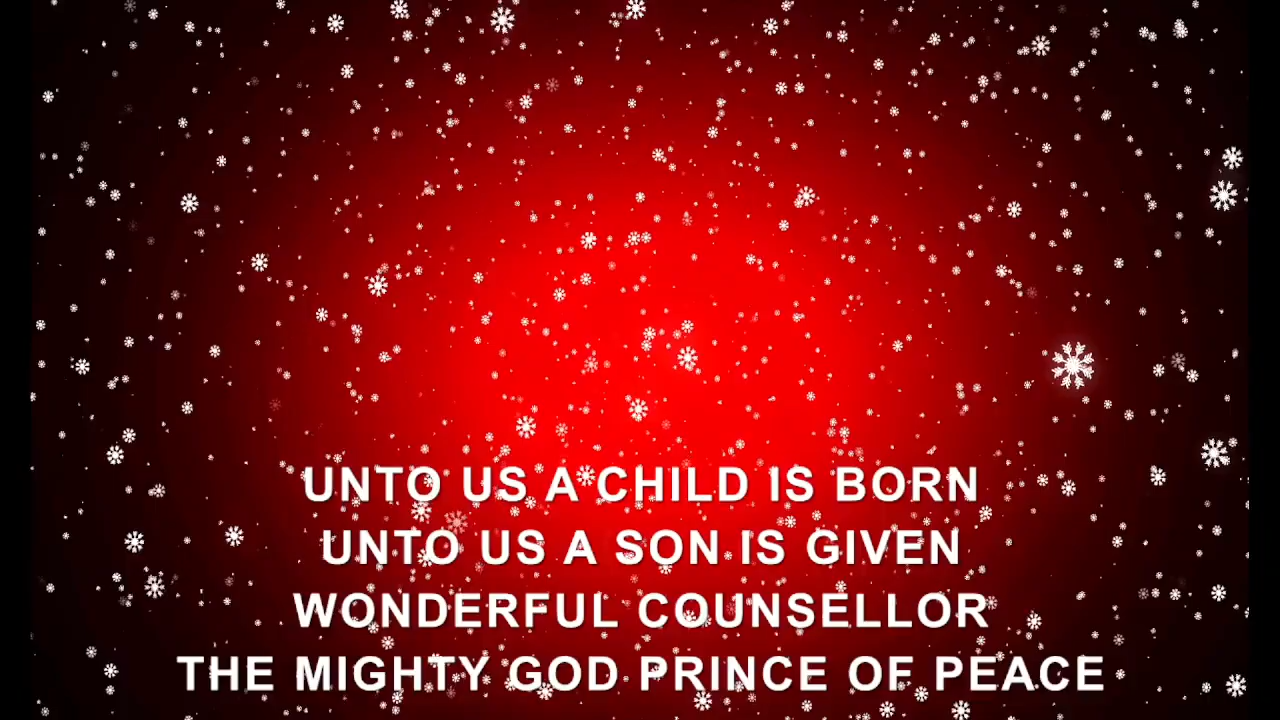 UNTO US A CHILD IS BORN
UNTO US A SON IS GIVEN
WONDERFUL COUNSELLOR
THE MIGHTY GOD PRINCE OF PEACE